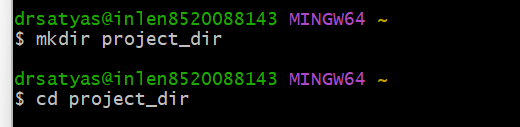 drsatyas@inlen8520088143 MINGW64 ~
$ mkdir project_dir
drsatyas@inlen8520088143 MINGW64 ~
$ cd project_dir